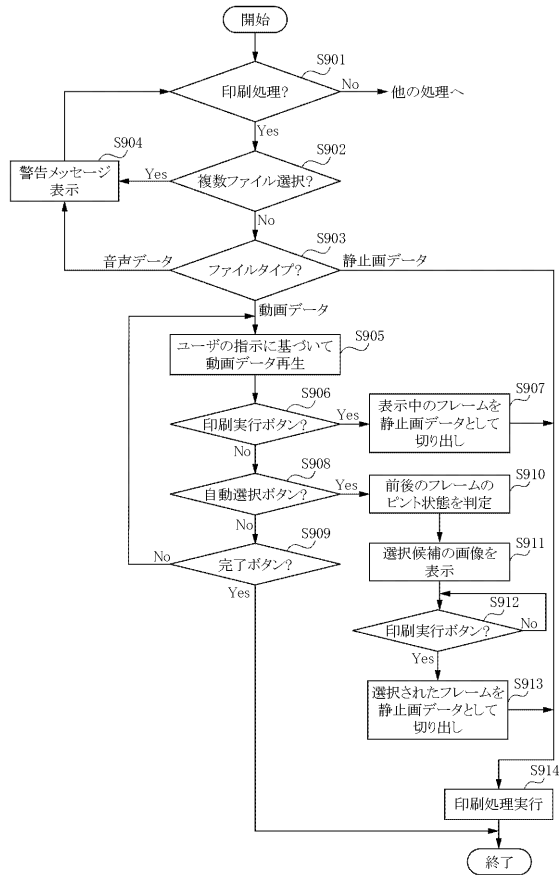 開始
S901
印刷処理?
No
他の処理へ
Yes
S904
警告メッセージ
表示
S902
複数ファイル選択?
Yes
No
S903
ファイルタイプ?
音声データ
静止画データ
動画データ
S905
ユーザの指示に基づいて
動画データ再生
S906
印刷実行ボタン?
Yes
No
S907
表示中のフレームを
静止画データとして
切り出し
S908
自動選択ボタン?
Yes
No
S910
前後のフレームの
ピント状態を判定
S909
完了ボタン?
No
Yes
S911
選択候補の画像を
表示
S912
印刷実行ボタン?
No
Yes
S913
選択されたフレームを
静止画データとして
切り出し
S914
印刷処理実行
終了